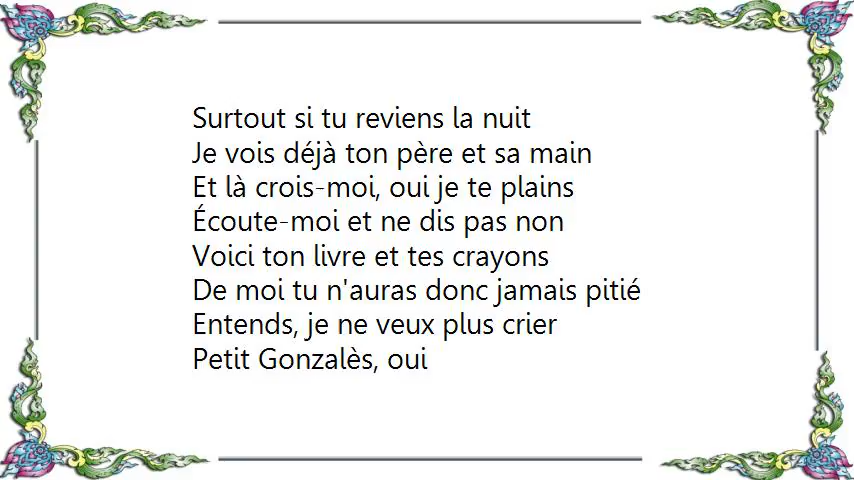 Surtout si tu reviens la nuit
Je vois déjà ton père et sa main
Et là crois-moi, oui je te plains
Écoute-moi et ne dis pas non
Voici ton livre et tes crayons
De moi tu n'auras donc jamais pitié
Entends, je ne veux plus crier
Petit Gonzalès, oui